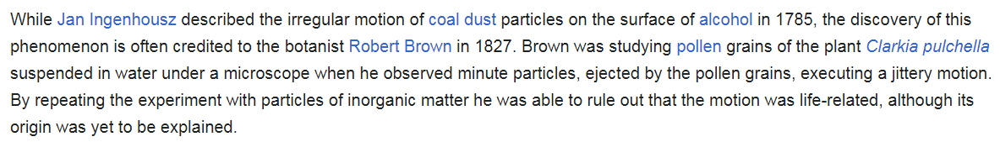 While Jan Ingenhousz described the irregular motion of coal dust particles on the surface of alcohol in 1785, the discovery of this
phenomenon is often credited to the botanist Robert Brown in 1827. Brown was studying pollen grains of the plant Clarkia pulchella
suspended in water under a microscope when he observed minute particles, ejected by the pollen grains, executing a jittery motion.
By repeating the experiment with particles of inorganic matter he was able to rule out that the motion was life-related, although its
origin was yet to be explained.